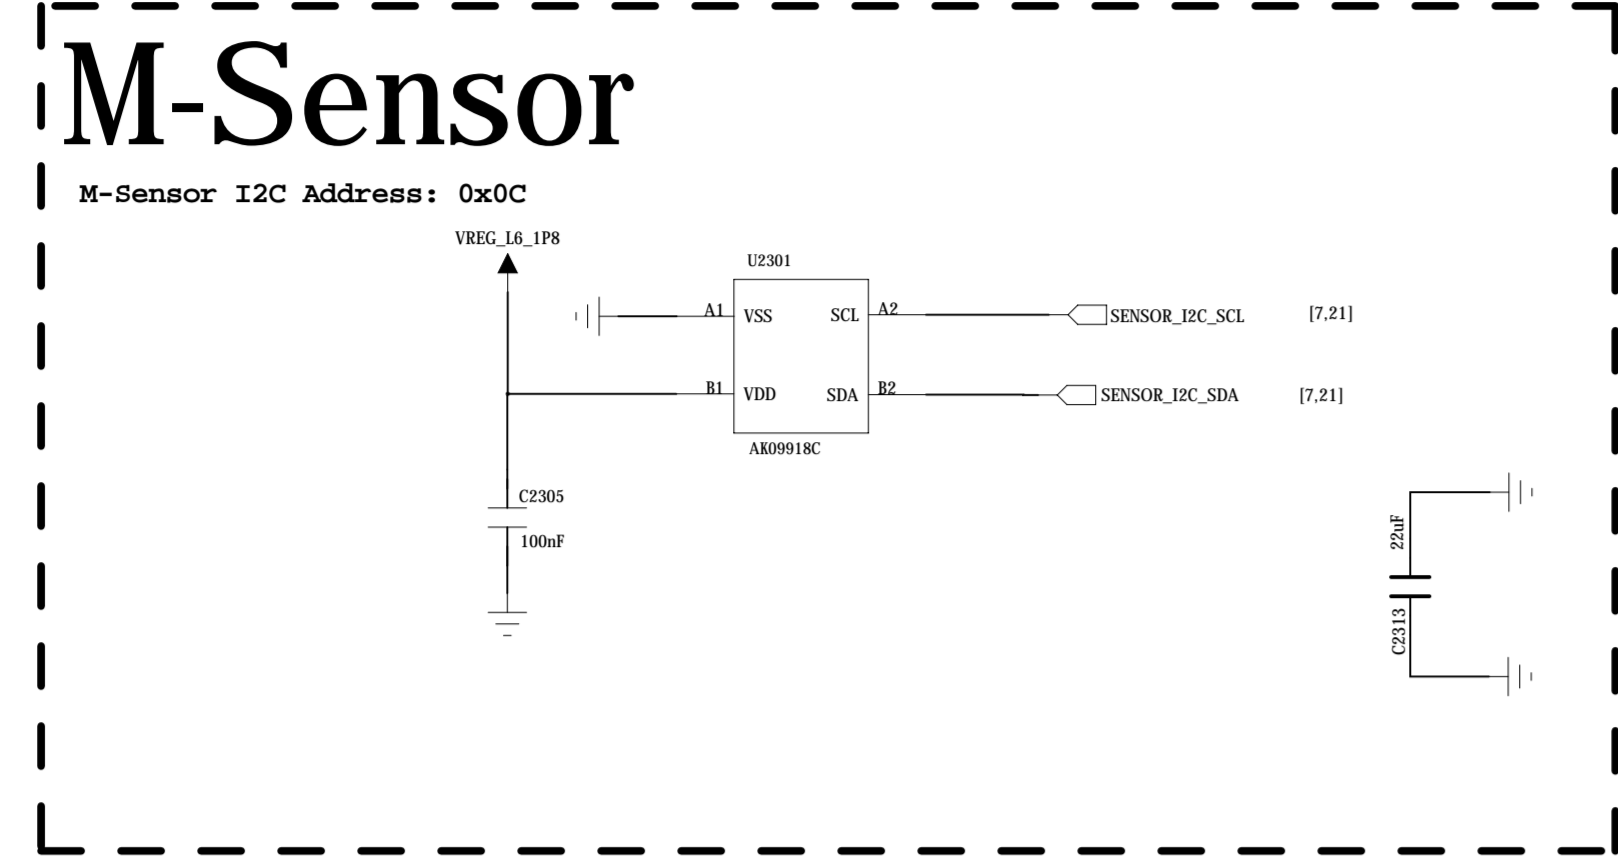 M-Sensor
M-Sensor I2C Address: 0x0C
VREG_L6_1P8
U2301
A1 VSS SCL A2 SENSOR_I2C_SCL [7,21]
B1 VDD SDA B2 SENSOR_I2C_SDA [7,21]
AK09918C
C2305
100nF
22uF
C2313